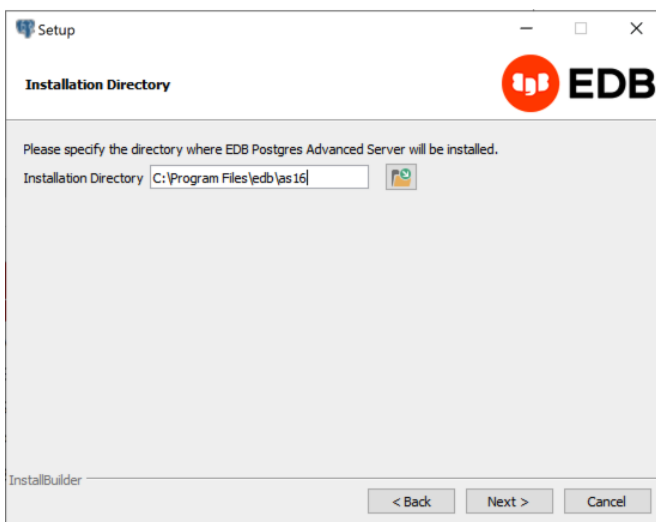 Setup
Installation Directory
EDB
Please specify the directory where EDB Postgres Advanced Server will be installed.
Installation Directory C:\Program Files\edb\as16
InstallBuilder
< Back Next > Cancel